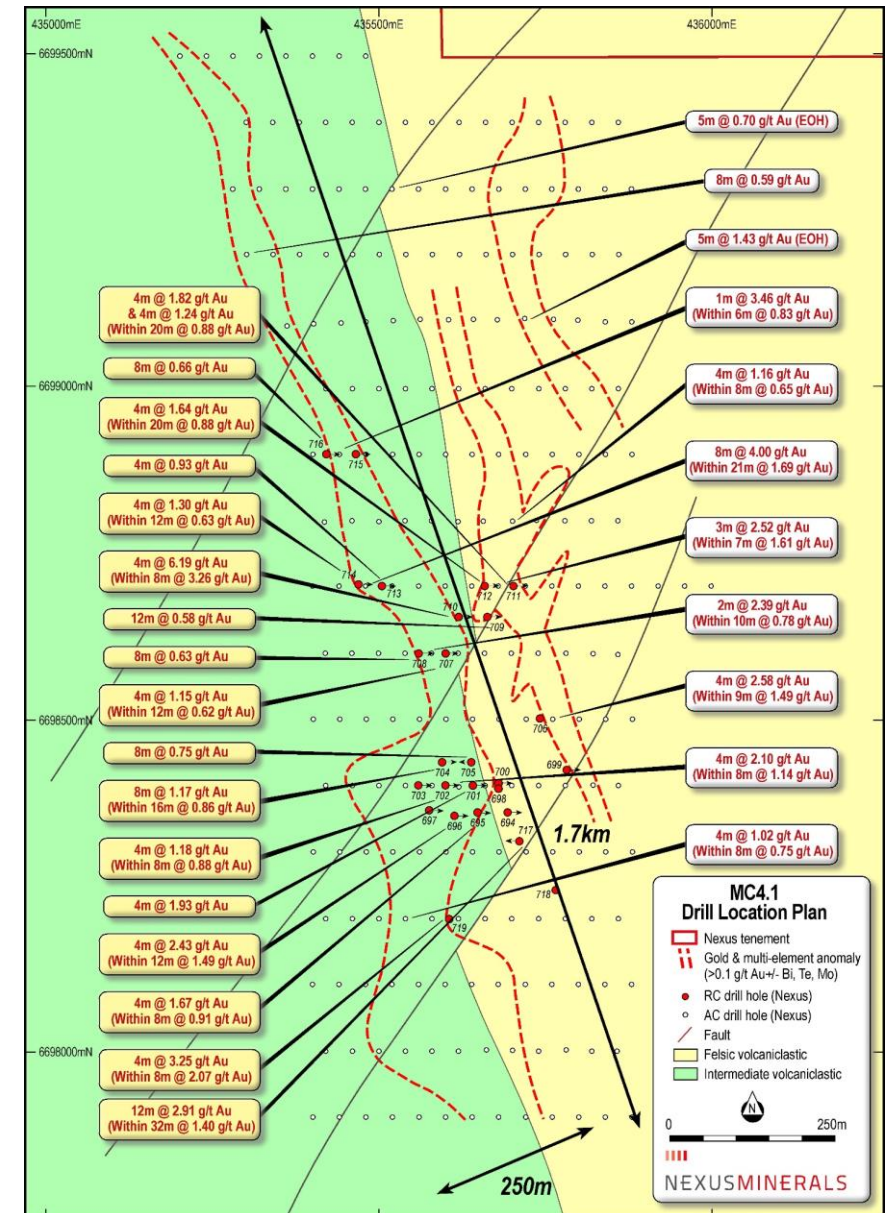 435000mE
435500mE
436000mE
6699500mN
6699000mN
6698500mN
6698000mN
4m @ 1.82 g/t Au
& 4m @ 1.24 g/t Au
(Within 20m @ 0.88 g/t Au)
8m @ 0.66 g/t Au
4m @ 1.64 g/t Au
(Within 20m @ 0.88 g/t Au)
4m @ 0.93 g/t Au
4m @ 1.30 g/t Au
(Within 12m @ 0.63 g/t Au)
4m @ 6.19 g/t Au
(Within 8m @ 3.26 g/t Au)
12m @ 0.58 g/t Au
8m @ 0.63 g/t Au
4m @ 1.15 g/t Au
(Within 12m @ 0.62 g/t Au)
8m @ 0.75 g/t Au
8m @ 1.17 g/t Au
(Within 16m @ 0.86 g/t Au)
4m @ 1.18 g/t Au
(Within 8m @ 0.88 g/t Au)
4m @ 1.93 g/t Au
4m @ 2.43 g/t Au
(Within 12m @ 1.49 g/t Au)
4m @ 1.67 g/t Au
(Within 8m @ 0.91 g/t Au)
4m @ 3.25 g/t Au
(Within 8m @ 2.07 g/t Au)
12m @ 2.91 g/t Au
(Within 32m @ 1.40 g/t Au)
716
715
714
713
712
711
710
709
708
707
706
704
705
699
703
702
701
700
698
697
696
695
694
717
718
719
1.7km
250m
5m @ 0.70 g/t Au (EOH)
8m @ 0.59 g/t Au
5m @ 1.43 g/t Au (EOH)
1m @ 3.46 g/t Au
(Within 6m @ 0.83 g/t Au)
4m @ 1.16 g/t Au
(Within 8m @ 0.65 g/t Au)
8m @ 4.00 g/t Au
(Within 21m @ 1.69 g/t Au)
3m @ 2.52 g/t Au
(Within 7m @ 1.61 g/t Au)
2m @ 2.39 g/t Au
(Within 10m @ 0.78 g/t Au)
4m @ 2.58 g/t Au
(Within 9m @ 1.49 g/t Au)
4m @ 2.10 g/t Au
(Within 8m @ 1.14 g/t Au)
4m @ 1.02 g/t Au
(Within 8m @ 0.75 g/t Au)
MC4.1
Drill Location Plan
Nexus tenement
Gold & multi-element anomaly
(>0.1 g/t Au+/- Bi, Te, Mo)
RC drill hole (Nexus)
AC drill hole (Nexus)
Fault
Felsic volcaniclastic
Intermediate volcaniclastic
N
0
250m
NEXUSMINERALS